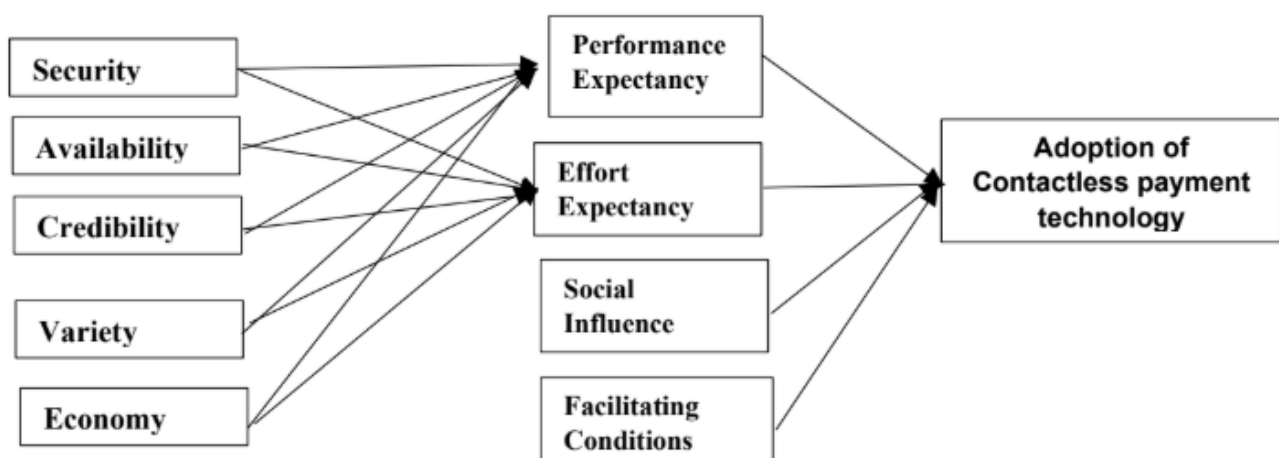 Security
Availability
Credibility
Variety
Economy
Performance
Expectancy
Effort
Expectancy
Social
Influence
Facilitating
Conditions
Adoption of
Contactless payment
technology